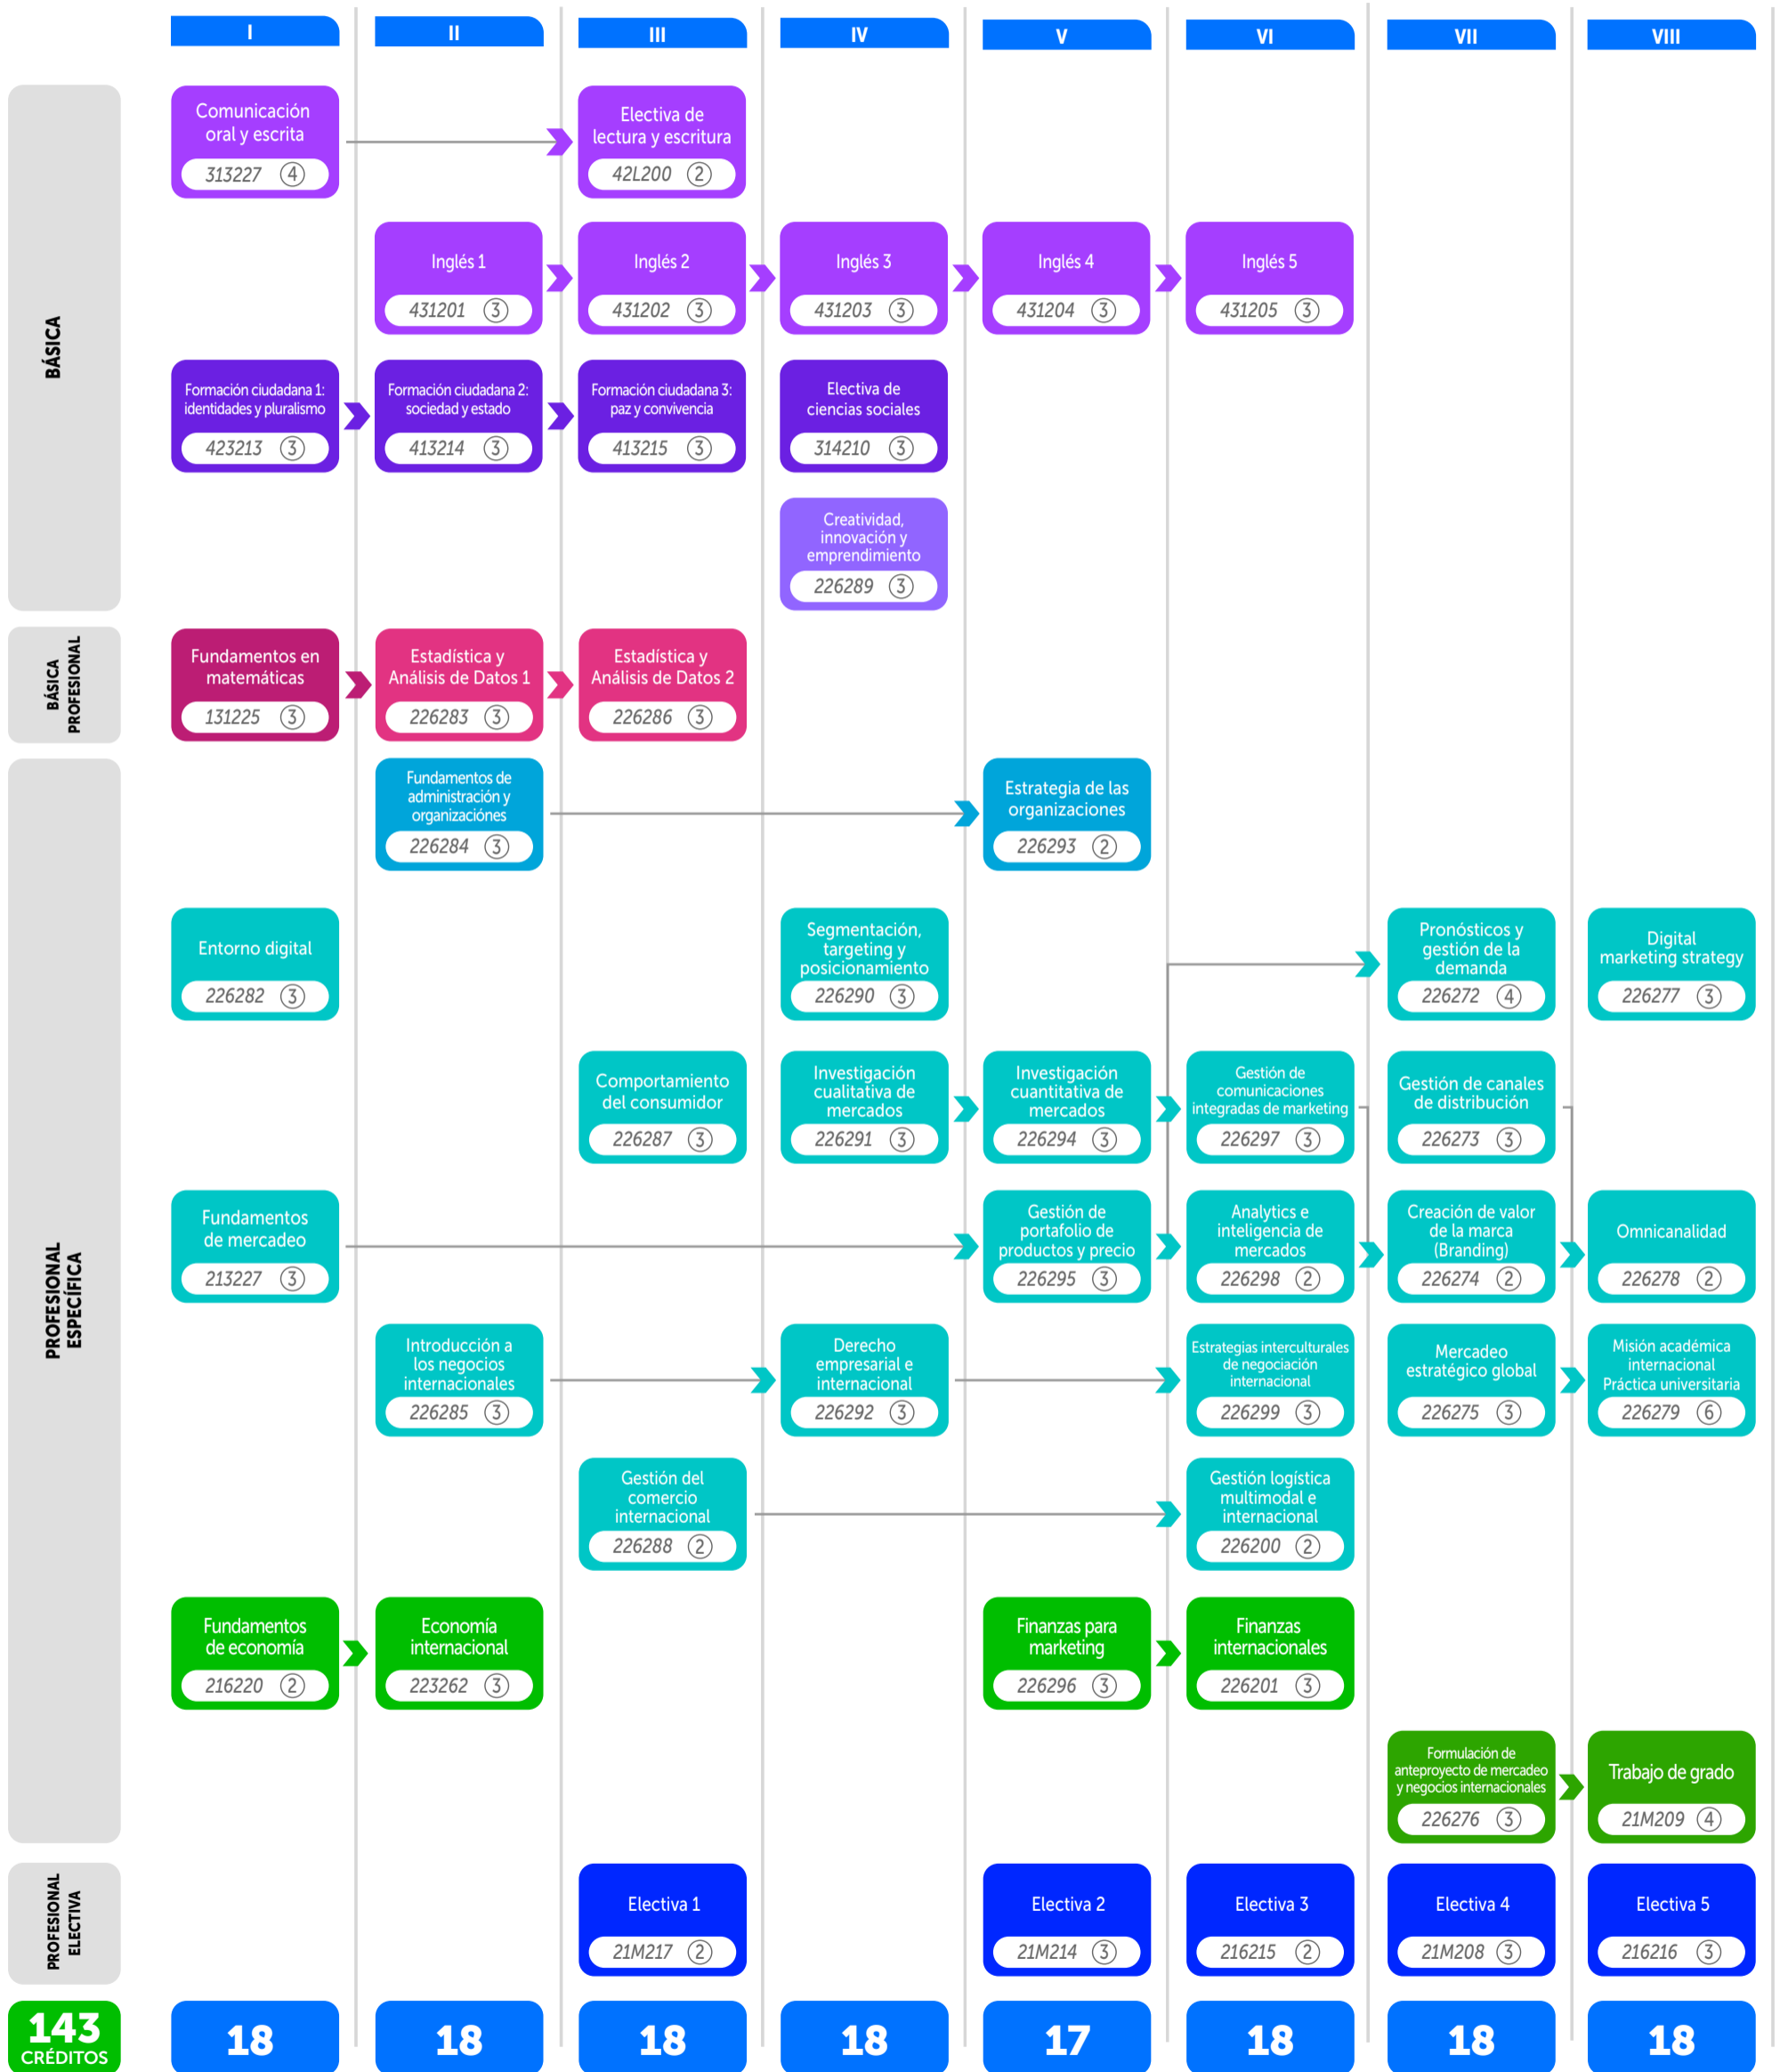 I
II
III
IV
V
VI
VII
VIII
BÁSICA
Comunicación
oral y escrita
313227 4
Electiva de
lectura y escritura
42L200 2
Inglés 1
431201 3
Inglés 2
431202 3
Inglés 3
431203 3
Inglés 4
431204 3
Inglés 5
431205 3
Formación ciudadana 1:
identidades y pluralismo
423213 3
Formación ciudadana 2:
sociedad y estado
413214 3
Formación ciudadana 3:
paz y convivencia
413215 3
Electiva de
ciencias sociales
314210 3
Creatividad,
innovación y
emprendimiento
226289 3
BÁSICA
PROFESIONAL
Fundamentos en
matemáticas
131225 3
Estadística y
Análisis de Datos 1
226283 3
Estadística y
Análisis de Datos 2
226286 3
PROFESIONAL
ESPECÍFICA
Fundamentos de
administración y
organizaciónes
226284 3
Estrategia de las
organizaciones
226293 2
Entorno digital
226282 3
Segmentación,
targeting y
posicionamiento
226290 3
Pronósticos y
gestión de la
demanda
226272 4
Digital
marketing strategy
226277 3
Comportamiento
del consumidor
226287 3
Investigación
cualitativa de
mercados
226291 3
Investigación
cuantitativa de
mercados
226294 3
Gestión de
comunicaciones
integradas de marketing
226297 3
Gestión de canales
de distribución
226273 3
Fundamentos
de mercadeo
213227 3
Gestión de
portafolio de
productos y precio
226295 3
Analytics e
inteligencia de
mercados
226298 2
Creación de valor
de la marca
(Branding)
226274 2
Omnicanalidad
226278 2
Introducción a
los negocios
internacionales
226285 3
Derecho
empresarial e
internacional
226292 3
Estrategias interculturales
de negociación
internacional
226299 3
Mercadeo
estratégico global
226275 3
Misión académica
internacional
Práctica universitaria
226279 6
Gestión del
comercio
internacional
226288 2
Gestión logística
multimodal e
internacional
226200 2
Fundamentos
de economía
216220 2
Economía
internacional
223262 3
Finanzas para
marketing
226296 3
Finanzas
internacionales
226201 3
Formulación de
anteproyecto de mercadeo
y negocios internacionales
226276 3
Trabajo de grado
21M209 4
PROFESIONAL
ELECTIVA
Electiva 1
21M217 2
Electiva 2
21M214 3
Electiva 3
216215 2
Electiva 4
21M208 3
Electiva 5
216216 3
143
CRÉDITOS
18
18
18
18
17
18
18
18